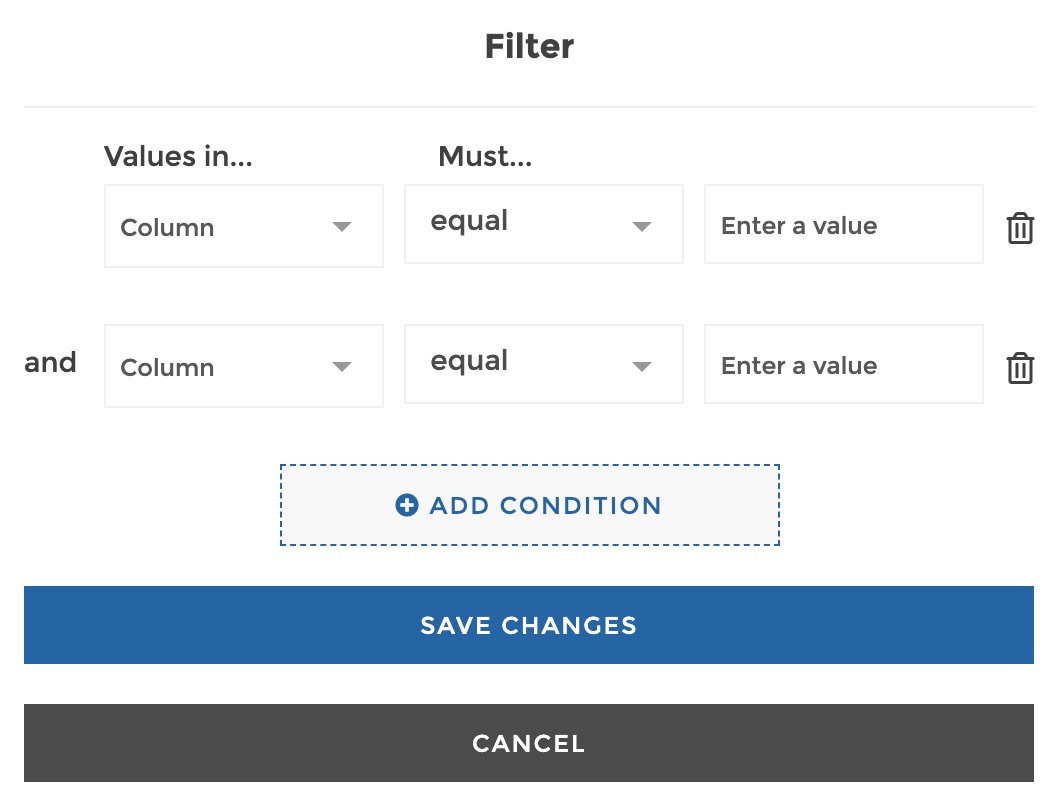 Filter
Values in... Must...
Column equal Enter a value
and Column equal Enter a value
ADD CONDITION
SAVE CHANGES
CANCEL